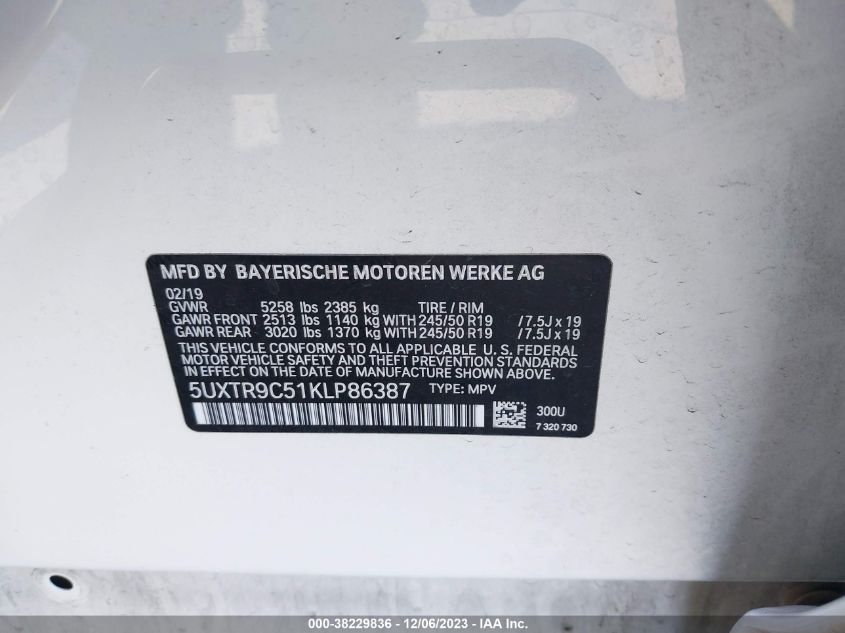 MFD BY BAYERISCHE MOTOREN WERKE AG
02/19
GVWR 5258 lbs 2385 kg TIRE / RIM
GAWR FRONT 2513 lbs 1140 kg WITH 245/50 R19 /7.5J x 19
GAWR REAR 3020 lbs 1370 kg WITH 245/50 R19 /7.5J x 19
THIS VEHICLE CONFORMS TO ALL APPLICABLE U. S. FEDERAL
MOTOR VEHICLE SAFETY AND THEFT PREVENTION STANDARDS
IN EFFECT ON THE DATE OF MANUFACTURE SHOWN ABOVE.
5UXTR9C51KLP86387 TYPE: MPV
300U
7 320 730
000-38229836 - 12/06/2023 - IAA Inc.